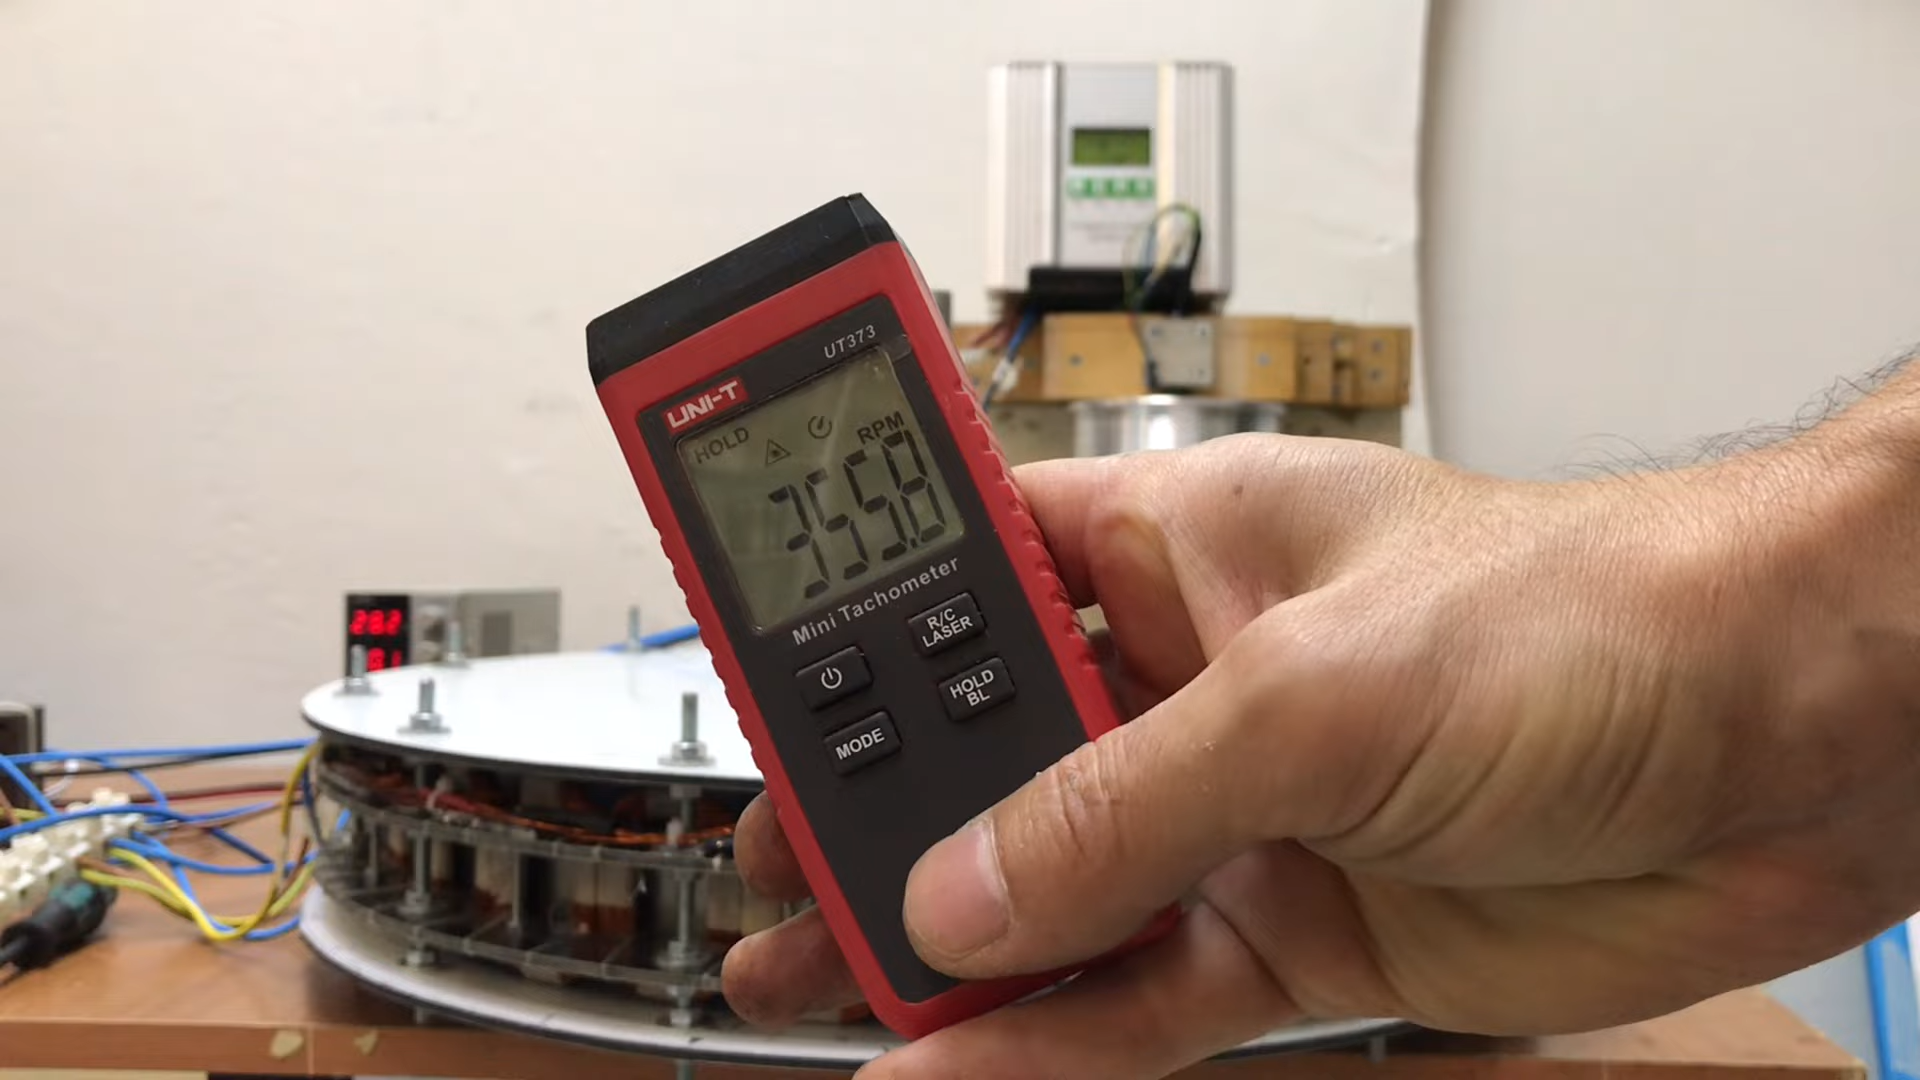 UT373
UNI-T
HOLD
RPM
355.8
Mini Tachometer
R/C
LASER
HOLD
BL
MODE